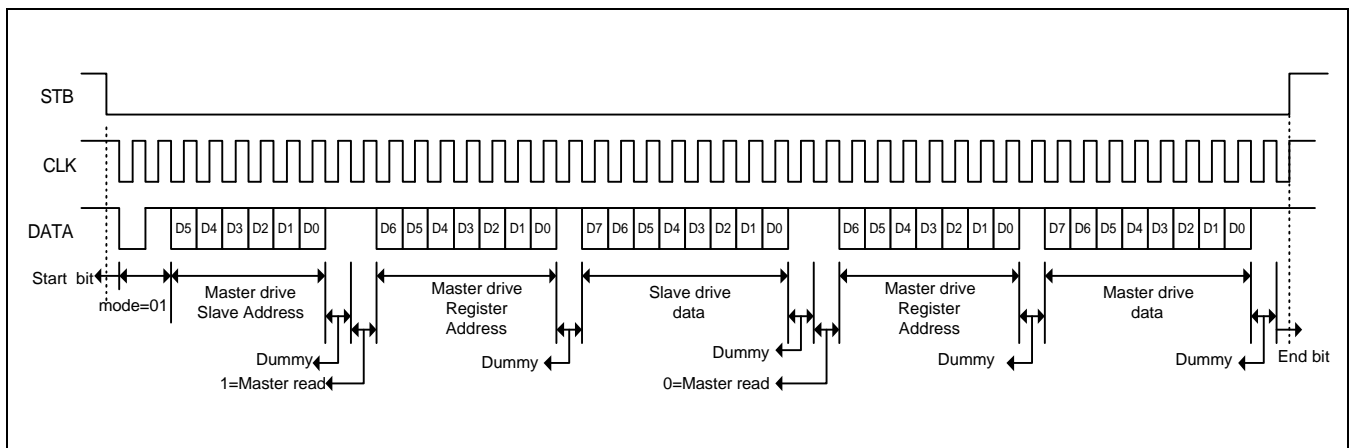 STB
CLK
DATA
D5 D4 D3 D2 D1 D0
D6 D5 D4 D3 D2 D1 D0
D7 D6 D5 D4 D3 D2 D1 D0
D6 D5 D4 D3 D2 D1 D0
D7 D6 D5 D4 D3 D2 D1 D0
Start bit
mode=01
Master drive
Slave Address
Dummy
1=Master read
Master drive
Register
Address
Dummy
Slave drive
data
Dummy
0=Master read
Master drive
Register
Address
Dummy
Master drive
data
Dummy
End bit